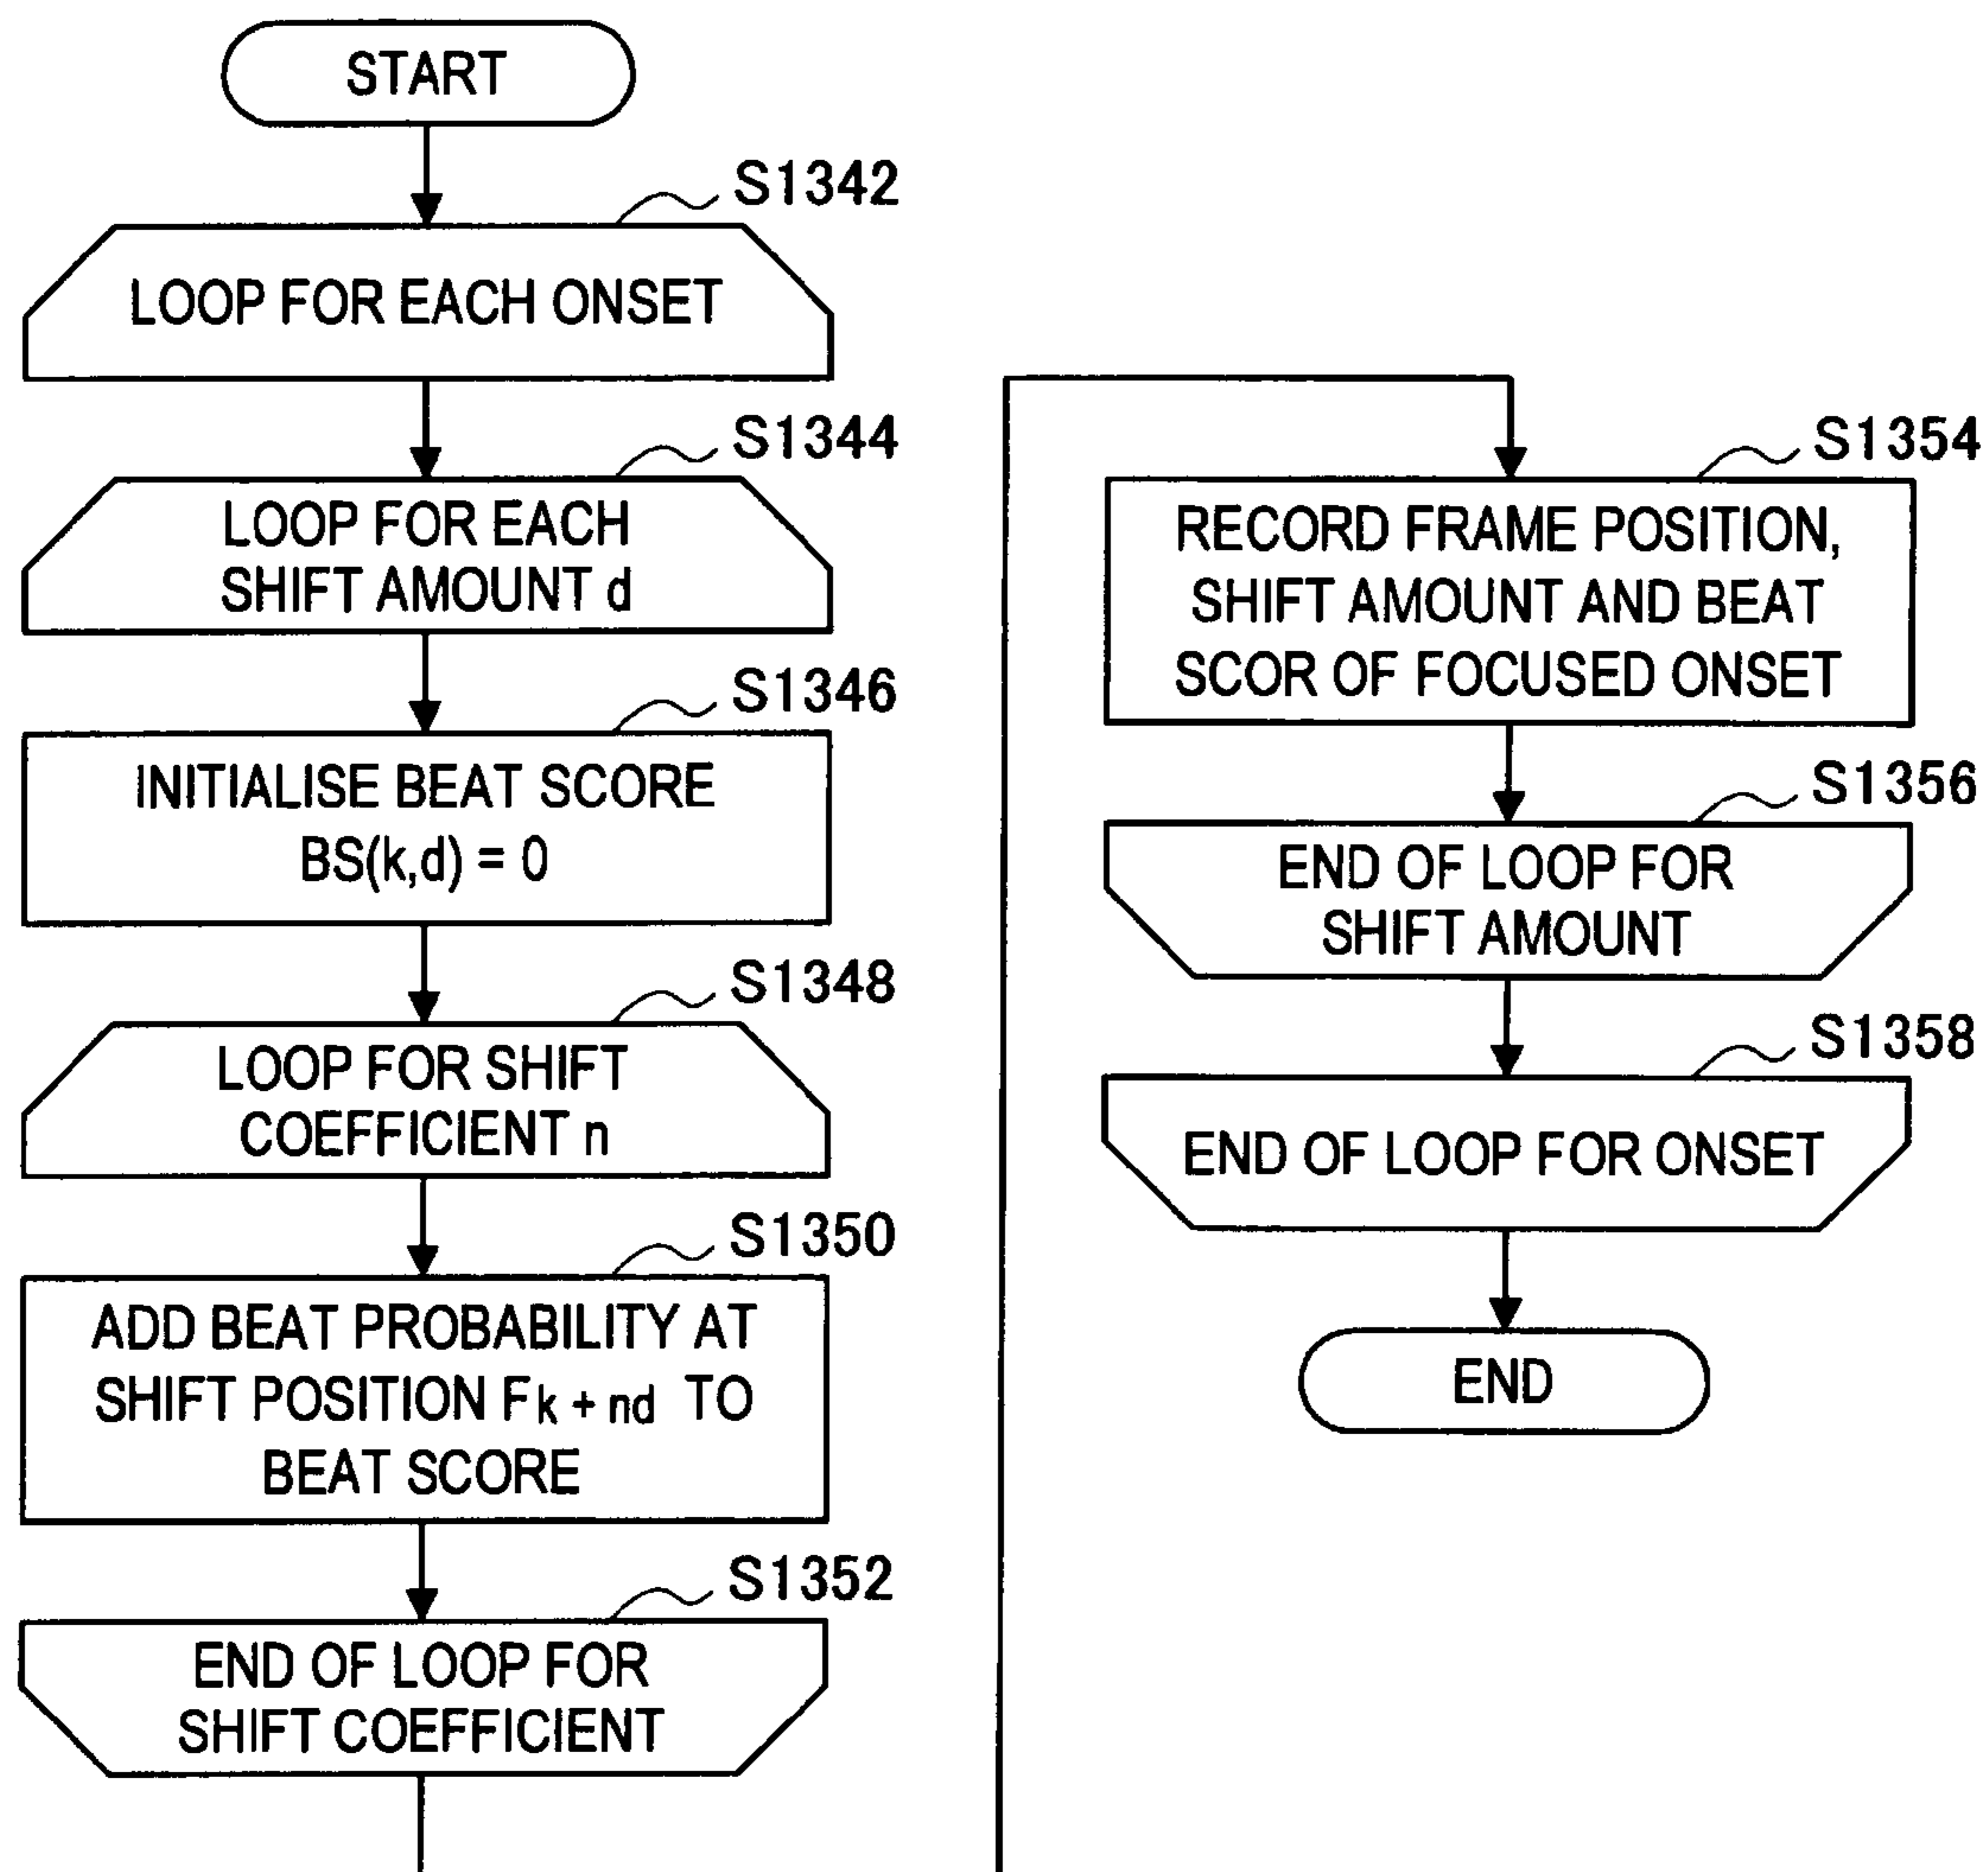 START
S1342
LOOP FOR EACH ONSET
S1344
LOOP FOR EACH
SHIFT AMOUNT d
S1346
INITIALISE BEAT SCORE
BS(k,d) = 0
S1348
LOOP FOR SHIFT
COEFFICIENT n
S1350
ADD BEAT PROBABILITY AT
SHIFT POSITION Fk + nd TO
BEAT SCORE
S1352
END OF LOOP FOR
SHIFT COEFFICIENT
S1354
RECORD FRAME POSITION,
SHIFT AMOUNT AND BEAT
SCOR OF FOCUSED ONSET
S1356
END OF LOOP FOR
SHIFT AMOUNT
S1358
END OF LOOP FOR ONSET
END